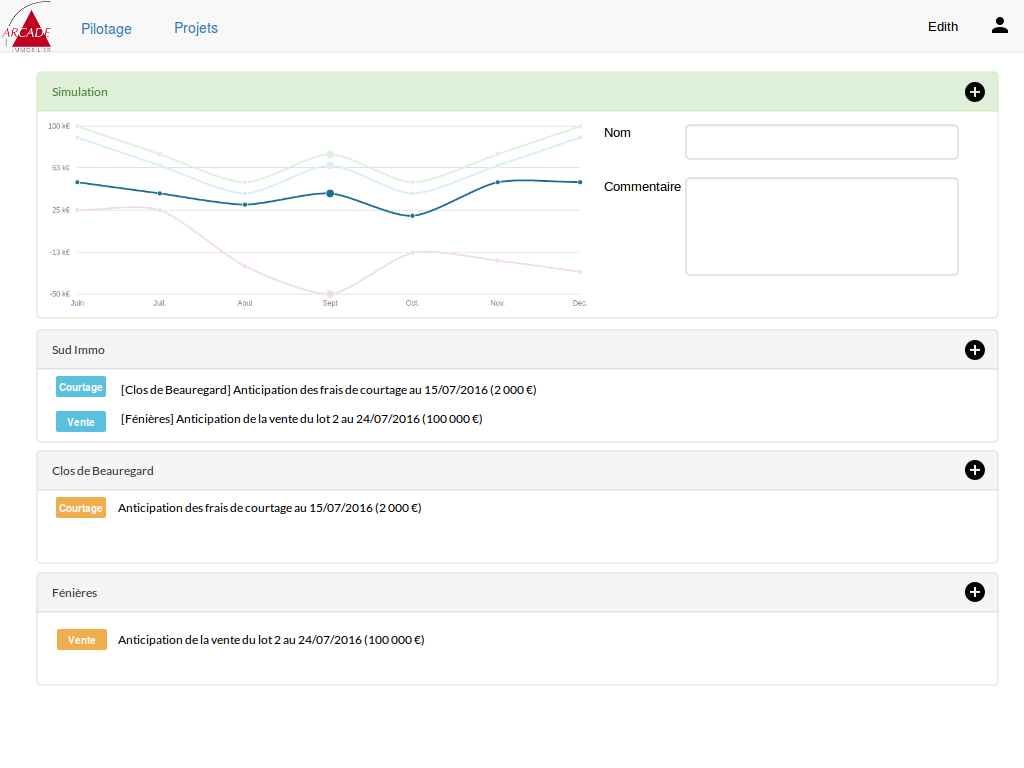 ARCADE
IMMOBILIER
Pilotage
Projets
Edith
Simulation
100 k€
63 k€
25 k€
-13 k€
-50 k€
Juin
Juil.
Aout
Sept
Oct.
Nov.
Dec.
Nom
Commentaire
Sud Immo
Courtage
[Clos de Beauregard] Anticipation des frais de courtage au 15/07/2016 (2 000 €)
Vente
[Fénières] Anticipation de la vente du lot 2 au 24/07/2016 (100 000 €)
Clos de Beauregard
Courtage
Anticipation des frais de courtage au 15/07/2016 (2 000 €)
Fénières
Vente
Anticipation de la vente du lot 2 au 24/07/2016 (100 000 €)